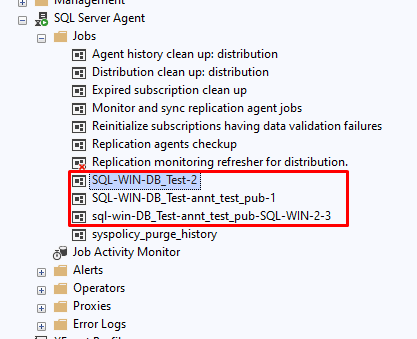 Management
SQL Server Agent
Jobs
Agent history clean up: distribution
Distribution clean up: distribution
Expired subscription clean up
Monitor and sync replication agent jobs
Reinitialize subscriptions having data validation failures
Replication agents checkup
Replication monitoring refresher for distribution.
SQL-WIN-DB_Test-2
SQL-WIN-DB_Test-annt_test_pub-1
sql-win-DB_Test-annt_test_pub-SQL-WIN-2-3
syspolicy_purge_history
Job Activity Monitor
Alerts
Operators
Proxies
Error Logs